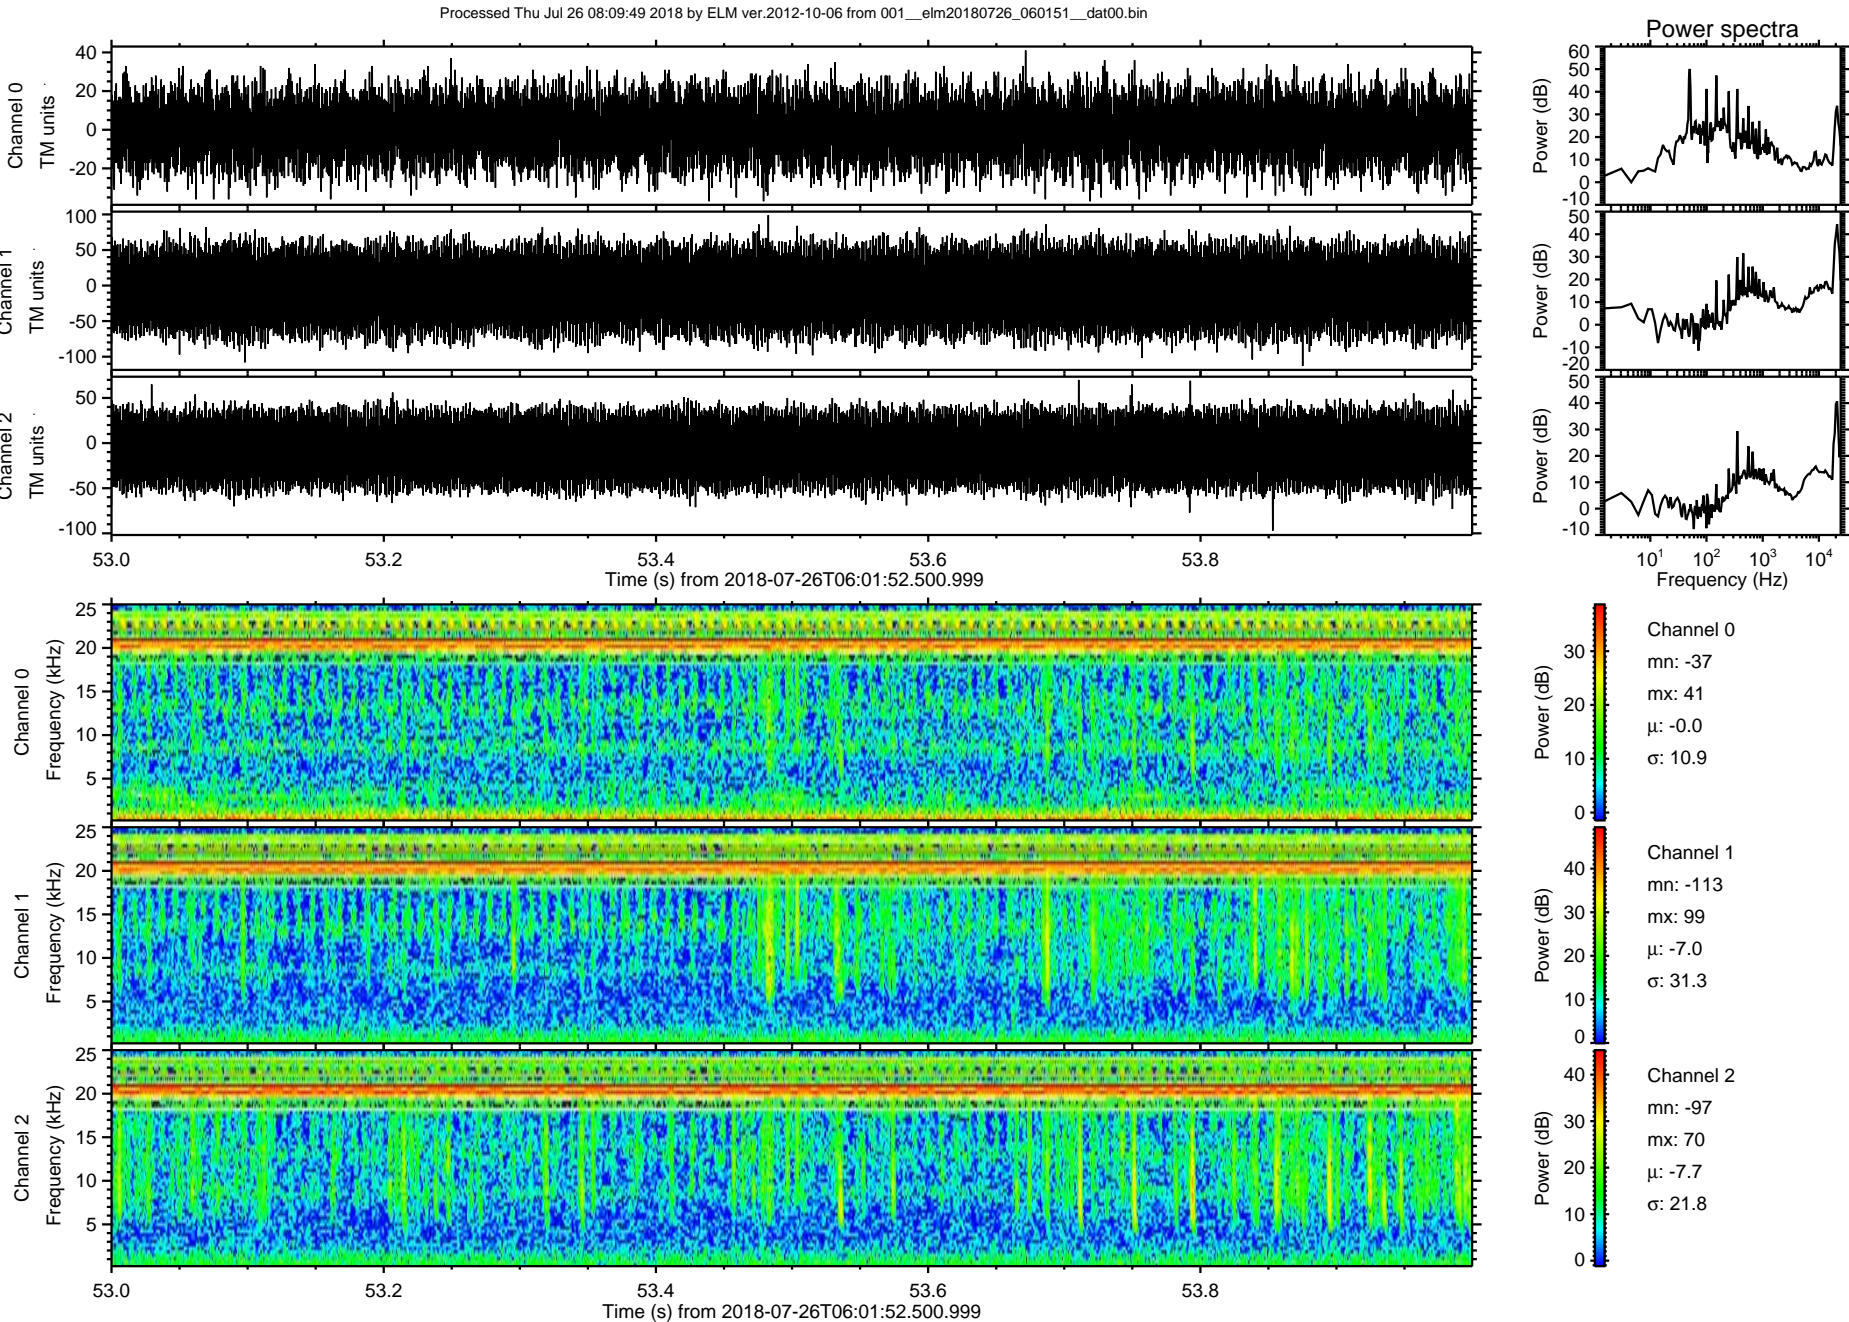 Processed Thu Jul 26 08:09:49 2018 by ELM ver.2012-10-06 from 001__elm20180726_060151__dat00.bin
Power spectra
Channel 0
TM units
40
20
0
-20
Power (dB)
60
50
40
30
20
10
0
-10
Channel 1
TM units
100
50
0
-50
-100
Power (dB)
50
40
30
20
10
0
-10
-20
Channel 2
TM units
50
0
-50
-100
Power (dB)
50
40
30
20
10
0
-10
53.0 53.2 53.4 53.6 53.8
Time (s) from 2018-07-26T06:01:52.500.999
10¹ 10² 10³ 10⁴
Frequency (Hz)
Channel 0
Frequency (kHz)
25
20
15
10
5
Power (dB)
30
20
10
0
Channel 0
mn: -37
mx: 41
μ: -0.0
σ: 10.9
Channel 1
Frequency (kHz)
25
20
15
10
5
Power (dB)
40
30
20
10
0
Channel 1
mn: -113
mx: 99
μ: -7.0
σ: 31.3
Channel 2
Frequency (kHz)
25
20
15
10
5
Power (dB)
40
30
20
10
0
Channel 2
mn: -97
mx: 70
μ: -7.7
σ: 21.8
53.0 53.2 53.4 53.6 53.8
Time (s) from 2018-07-26T06:01:52.500.999